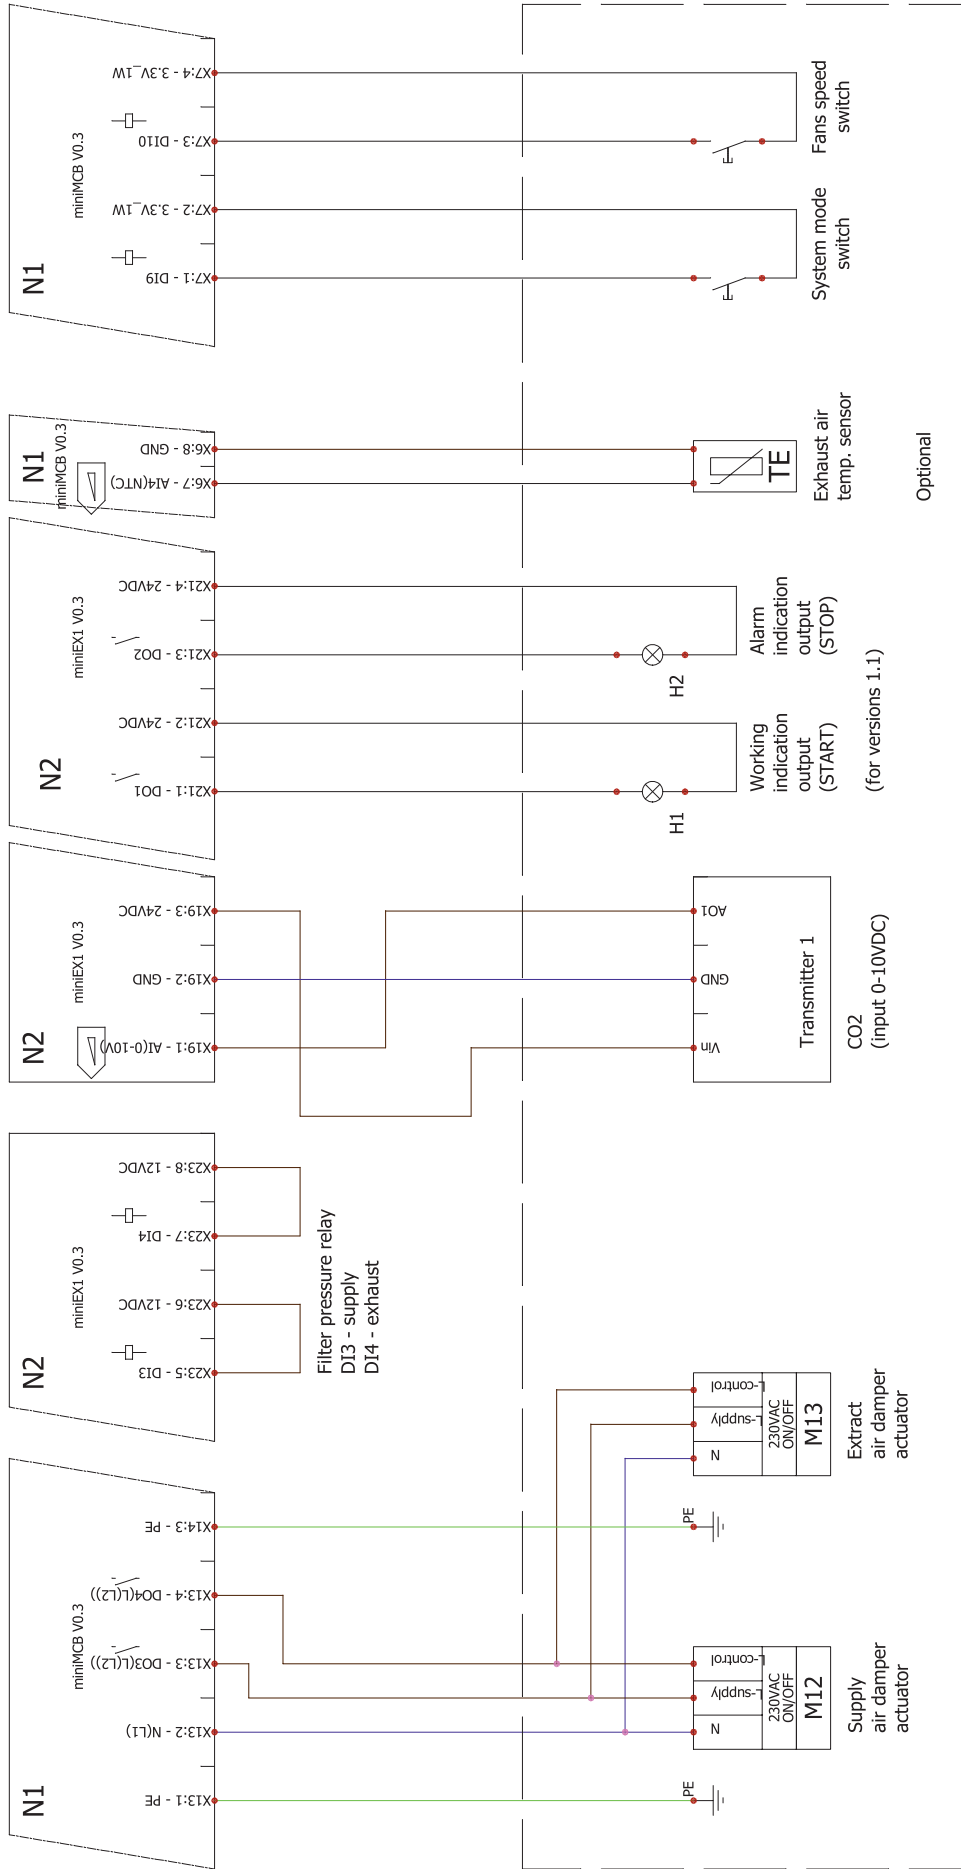 N1
miniMCB V0.3
X13:1 - PE
X13:2 - N(L1)
X13:3 - DO3(L(L2))
X13:4 - DO4(L(L2))
X14:3 - PE
PE
N
L-supply
L-control
230VAC
ON/OFF
M12
Supply
air damper
actuator
PE
N
L-supply
L-control
230VAC
ON/OFF
M13
Extract
air damper
actuator
N2
miniEX1 V0.3
X23:5 - DI3
X23:6 - 12VDC
X23:7 - DI4
X23:8 - 12VDC
Filter pressure relay
DI3 - supply
DI4 - exhaust
N2
miniEX1 V0.3
X19:1 - AI(0-10V)
X19:2 - GND
X19:3 - 24VDC
Vin
GND
AO1
Transmitter 1
CO2
(input 0-10VDC)
N2
miniEX1 V0.3
X21:1 - DO1
X21:2 - 24VDC
X21:3 - DO2
X21:4 - 24VDC
H1
Working
indication
output
(START)
H2
Alarm
indication
output
(STOP)
(for versions 1.1)
N1
miniMCB V0.3
X6:7 - AI4(NTC)
X6:8 - GND
TE
Exhaust air
temp. sensor
Optional
N1
miniMCB V0.3
X7:1 - DI9
X7:2 - 3.3V_1W
X7:3 - DI10
X7:4 - 3.3V_1W
System mode
switch
Fans speed
switch